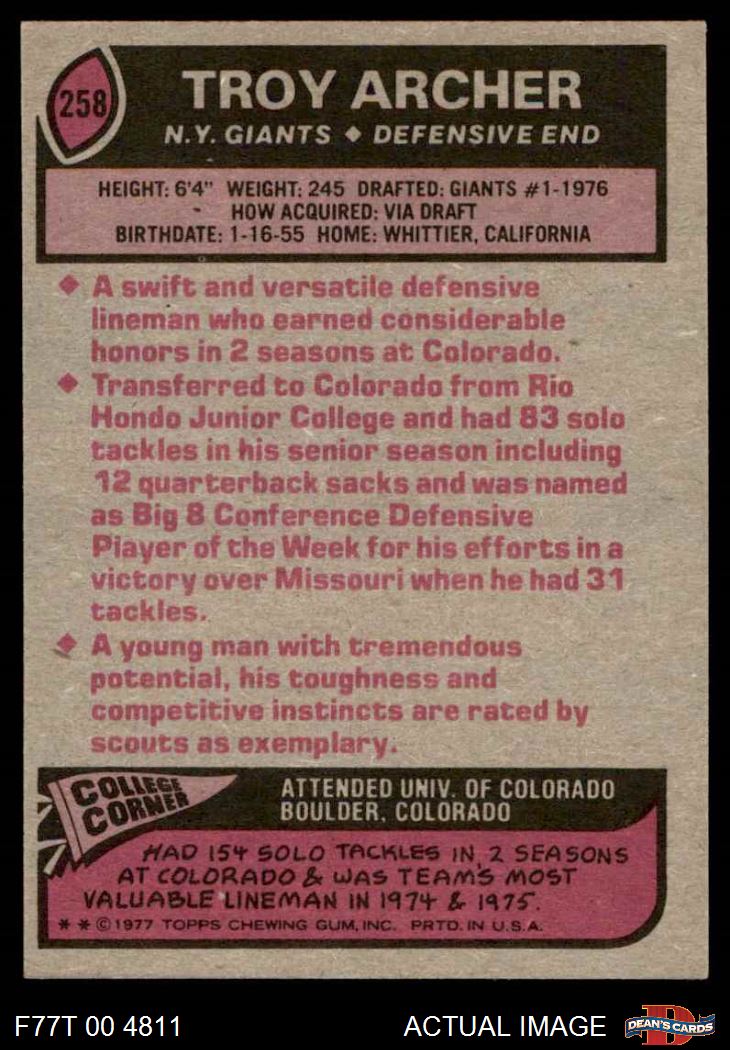 258
TROY ARCHER
N.Y. GIANTS ♦ DEFENSIVE END
HEIGHT: 6'4" WEIGHT: 245 DRAFTED: GIANTS #1-1976
HOW ACQUIRED: VIA DRAFT
BIRTHDATE: 1-16-55 HOME: WHITTIER, CALIFORNIA
♦ A swift and versatile defensive
lineman who earned considerable
honors in 2 seasons at Colorado.
♦ Transferred to Colorado from Rio
Hondo Junior College and had 83 solo
tackles in his senior season including
12 quarterback sacks and was named
as Big 8 Conference Defensive
Player of the Week for his efforts in a
victory over Missouri when he had 31
tackles.
♦ A young man with tremendous
potential, his toughness and
competitive instincts are rated by
scouts as exemplary.
COLLEGE
CORNER
ATTENDED UNIV. OF COLORADO
BOULDER, COLORADO
HAD 154 SOLO TACKLES IN 2 SEASONS
AT COLORADO & WAS TEAM'S MOST
VALUABLE LINEMAN IN 1974 & 1975.
* * © 1977 TOPPS CHEWING GUM, INC. PRTD. IN U.S.A.
F77T 00 4811
ACTUAL IMAGE
D
DEAN'S CARDS